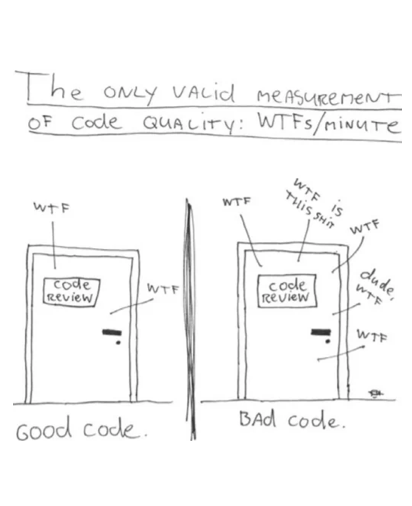 The ONLY VALID MEASUREMENT
OF Code QUALITY: WTFs/MINUTE
WTF
code
REVIEW
WTF
Good code.
WTF
WTF is
THIS SHIT
WTF
code
REVIEW
dude,
WTF
WTF
BAd code.